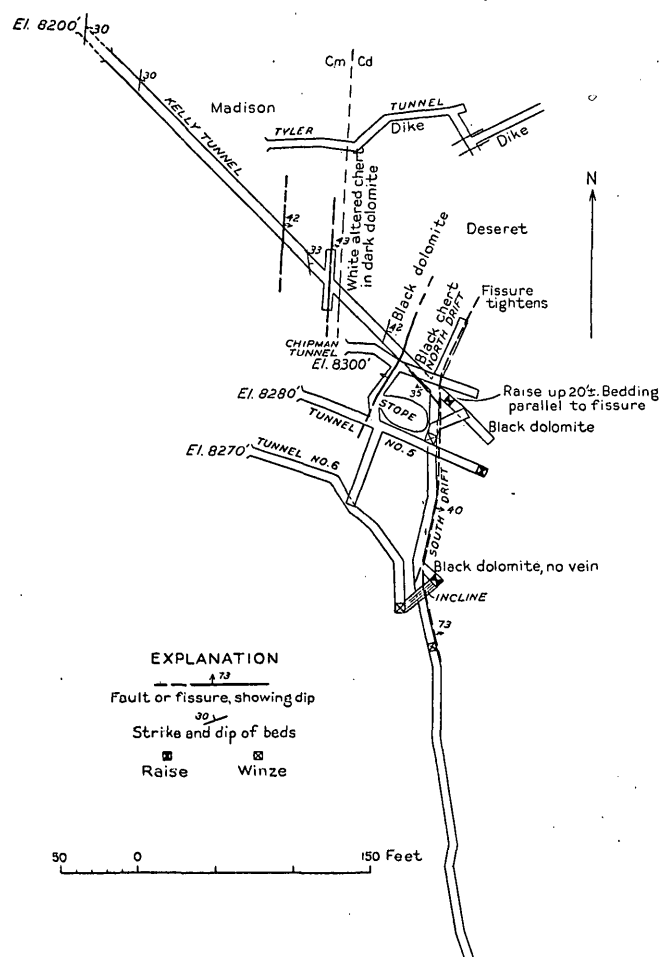 El. 8200'
30
30
Cm
Cd
KELLY TUNNEL
Madison
TYLER
TUNNEL
Dike
Dike
N
42
33
43
White altered chert
in dark dolomite
Black dolomite
Deseret
Fissure
tightens
42
Black chert
NORTH DRIFT
CHIPMAN
TUNNEL
El. 8300'
35
STOPE
Raise up 20'±. Bedding
parallel to fissure
Black dolomite
El. 8280'
TUNNEL
NO. 5
El. 8270'
TUNNEL NO. 6
SOUTH DRIFT
40
Black dolomite, no vein
INCLINE
73
EXPLANATION
73
Fault or fissure, showing dip
30
Strike and dip of beds
Raise
Winze
50
0
150 Feet